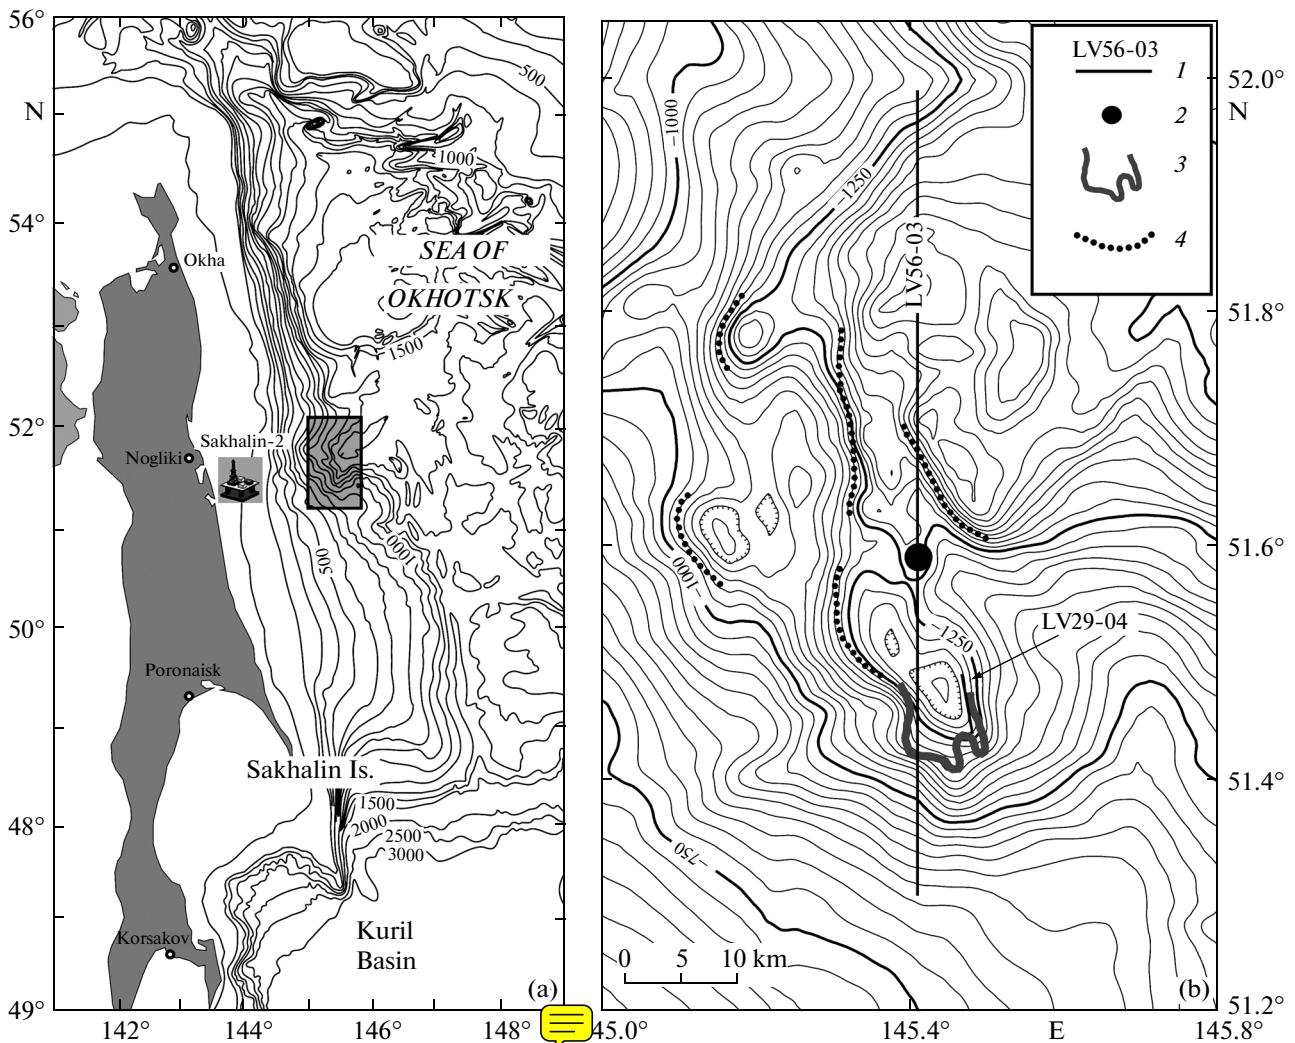 56°
N
54°
52°
50°
48°
49°
142°
144°
146°
148°
500
1000
SEA OF
OKHOTSK
1500
Okha
Sakhalin-2
Nogliki
1000
500
Poronaisk
Sakhalin Is.
1500
2000
2500
3000
Korsakov
Kuril
Basin
(a)
LV56-03
1
2
3
4
52.0°
N
51.8°
51.6°
51.4°
51.2°
–1000
–1250
LV56-03
–1000
–1250
LV29-04
–750
0 5 10 km
(b)
45.0°
145.4°
E
145.8°